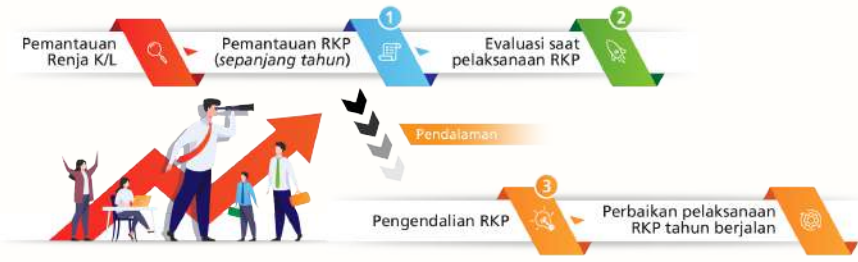 Pemantauan
Renja K/L
Pemantauan RKP
(sepanjang tahun)
1
Evaluasi saat
pelaksanaan RKP
2
Pendalaman
Pengendalian RKP
3
Perbaikan pelaksanaan
RKP tahun berjalan